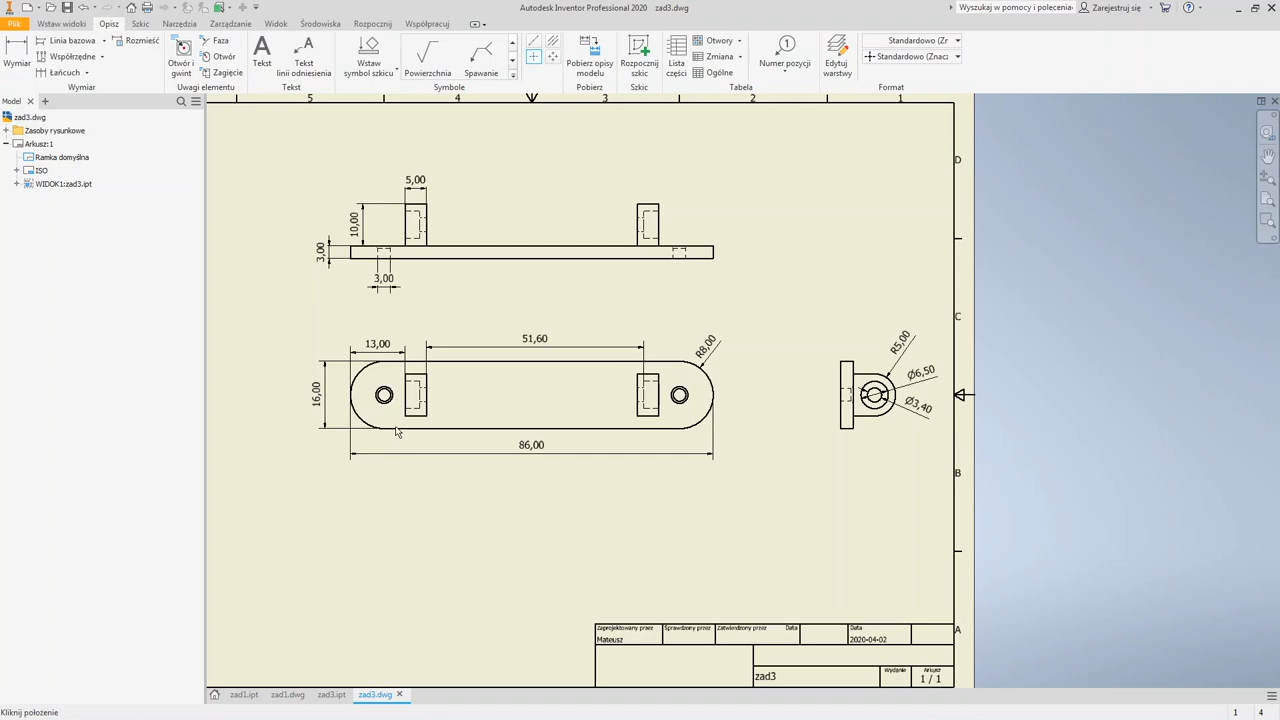 Autodesk Inventor Professional 2020 zad3.dwg
Wyszukaj w pomocy i polecenia
Zarejestruj się
Plik Wstaw widoki Opisz Szkic Narzędzia Zarządzanie Widok Środowiska Rozpocznij Współpracuj
Wymiar
Linia bazowa
Rozmieść
Współrzędne
Łańcuch
Wymiar
Otwór i
gwint
Faza
Otwór
Zagięcie
Uwagi elementu
Tekst
Tekst
linii odniesienia
Tekst
Wstaw
symbol szkicu
Powierzchnia
Spawanie
Symbole
Pobierz opisy
modelu
Pobierz
Rozpocznij
szkic
Szkic
Lista
części
Otwory
Zmiana
Ogólne
Numer pozycji
Tabela
Edytuj
warstwy
Standardowo (Zr
Standardowo (Znacz
Format
Model
zad3.dwg
Zasoby rysunkowe
Arkusz:1
Ramka domyślna
ISO
WIDOK1:zad3.ipt
5 4 3 2 1
D
C
B
A
5,00
10,00
3,00
3,00
13,00
51,60
R8,00
16,00
86,00
R5,00
Ø6,50
Ø3,40
Zaprojektowany przez
Mateusz
Sprawdzony przez
Zatwierdzony przez
Data
Data
2020-04-02
zad3
Wydanie
Arkusz
1 / 1
zad1.ipt zad1.dwg zad3.ipt zad3.dwg
Kliknij położenie
1 4